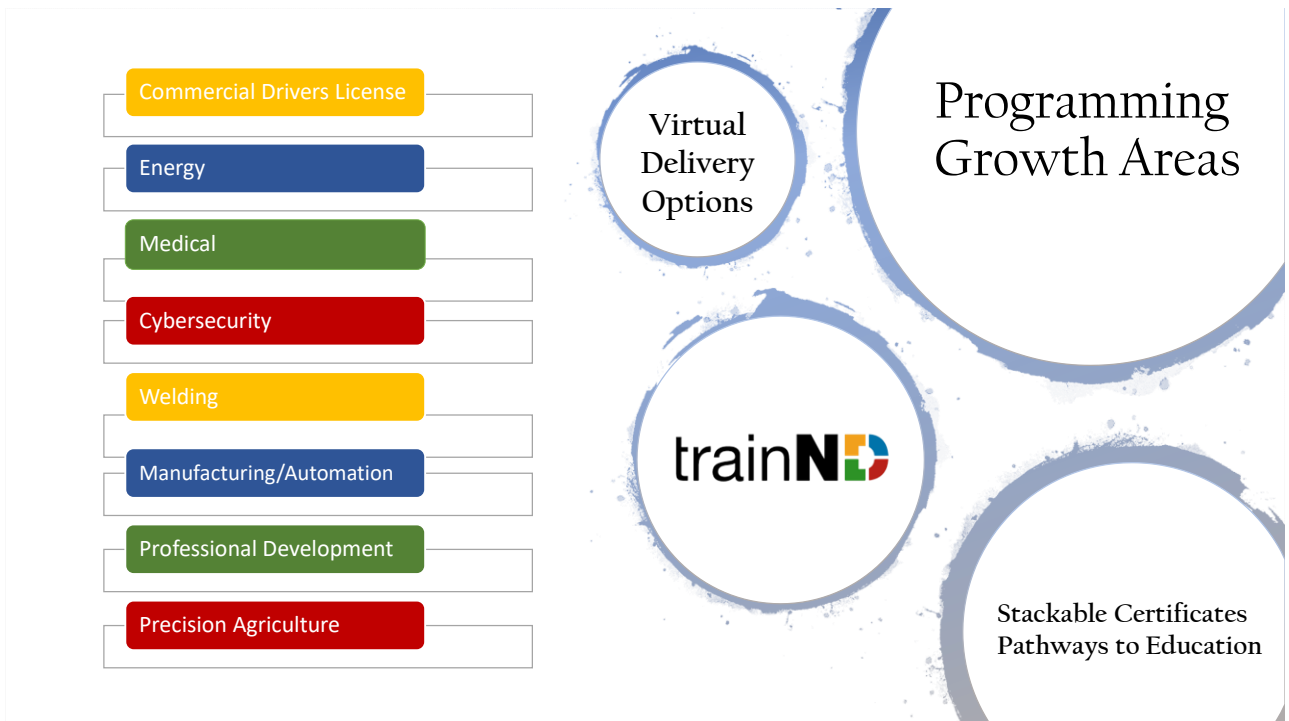 Commercial Drivers License
Energy
Medical
Cybersecurity
Welding
Manufacturing/Automation
Professional Development
Precision Agriculture
Virtual
Delivery
Options
Programming
Growth Areas
trainND
Stackable Certificates
Pathways to Education